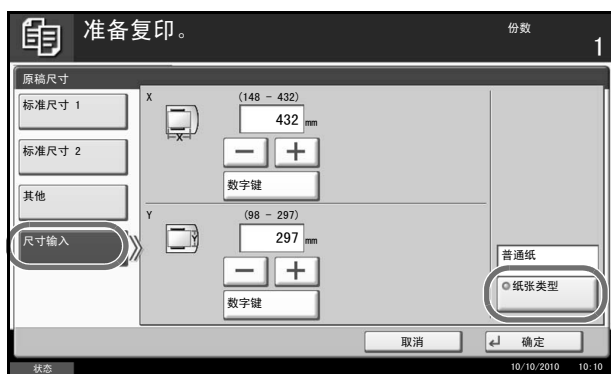 准备复印。
份数
1
原稿尺寸
标准尺寸 1
标准尺寸 2
其他
尺寸输入
X
(148 - 432)
432 mm
X
- +
数字键
Y
(98 - 297)
297 mm
Y
- +
数字键
普通纸
纸张类型
取消
确定
状态
10/10/2010 10:10